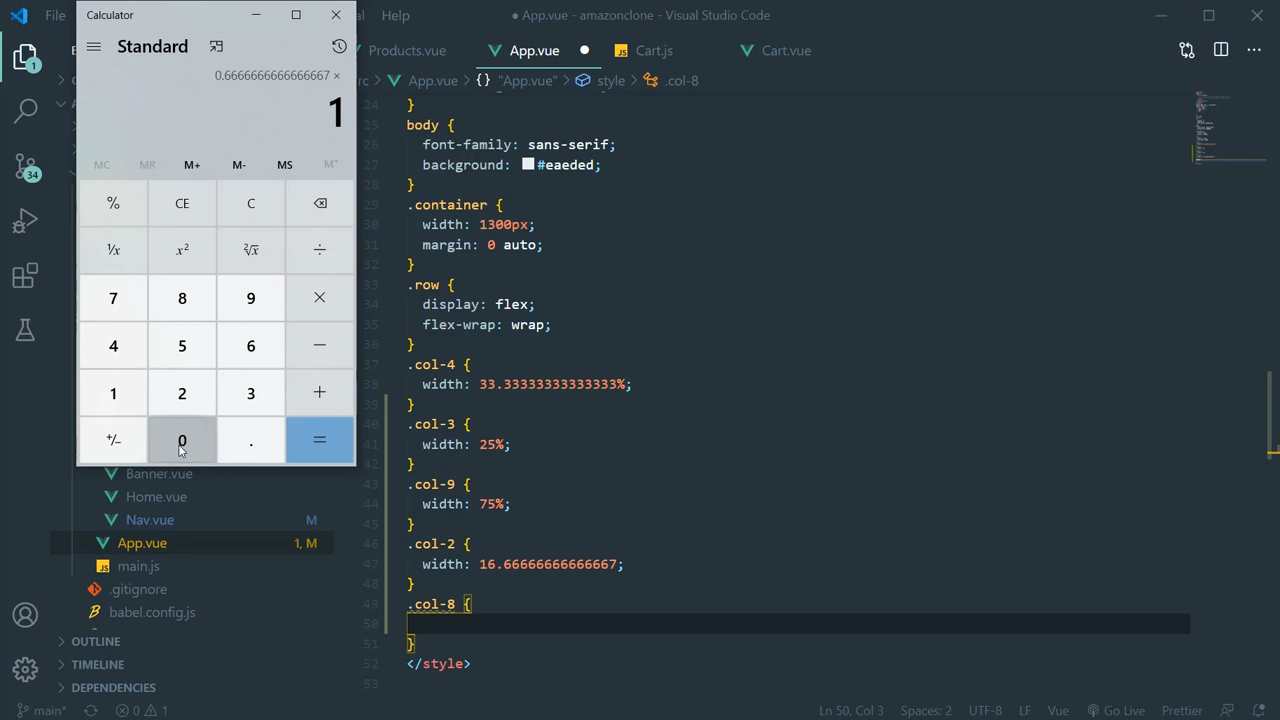 File
Calculator
al
Help
● App.vue - amazonclone - Visual Studio Code
Standard
0.6666666666666667 ×
1
MC MR M+ M- MS M˅
% CE C
¹/x x² ²√x ÷
7 8 9 ×
4 5 6 −
1 2 3 +
+/− 0 . =
1
34
Products.vue
App.vue
Cart.js
Cart.vue
rc > App.vue > {} "App.vue" > style > .col-8
24 }
25 body {
26 font-family: sans-serif;
27 background: #eaeded;
28 }
29 .container {
30 width: 1300px;
31 margin: 0 auto;
32 }
33 .row {
34 display: flex;
35 flex-wrap: wrap;
36 }
37 .col-4 {
38 width: 33.33333333333333%;
39 }
40 .col-3 {
41 width: 25%;
42 }
43 .col-9 {
44 width: 75%;
45 }
46 .col-2 {
47 width: 16.66666666666667;
48 }
49 .col-8 {
50
51 }
52 </style>
53
Banner.vue
Home.vue
Nav.vue M
App.vue 1, M
main.js
.gitignore
babel.config.js
OUTLINE
TIMELINE
DEPENDENCIES
main* 0 1 Ln 50, Col 3 Spaces: 2 UTF-8 LF Vue Go Live Prettier